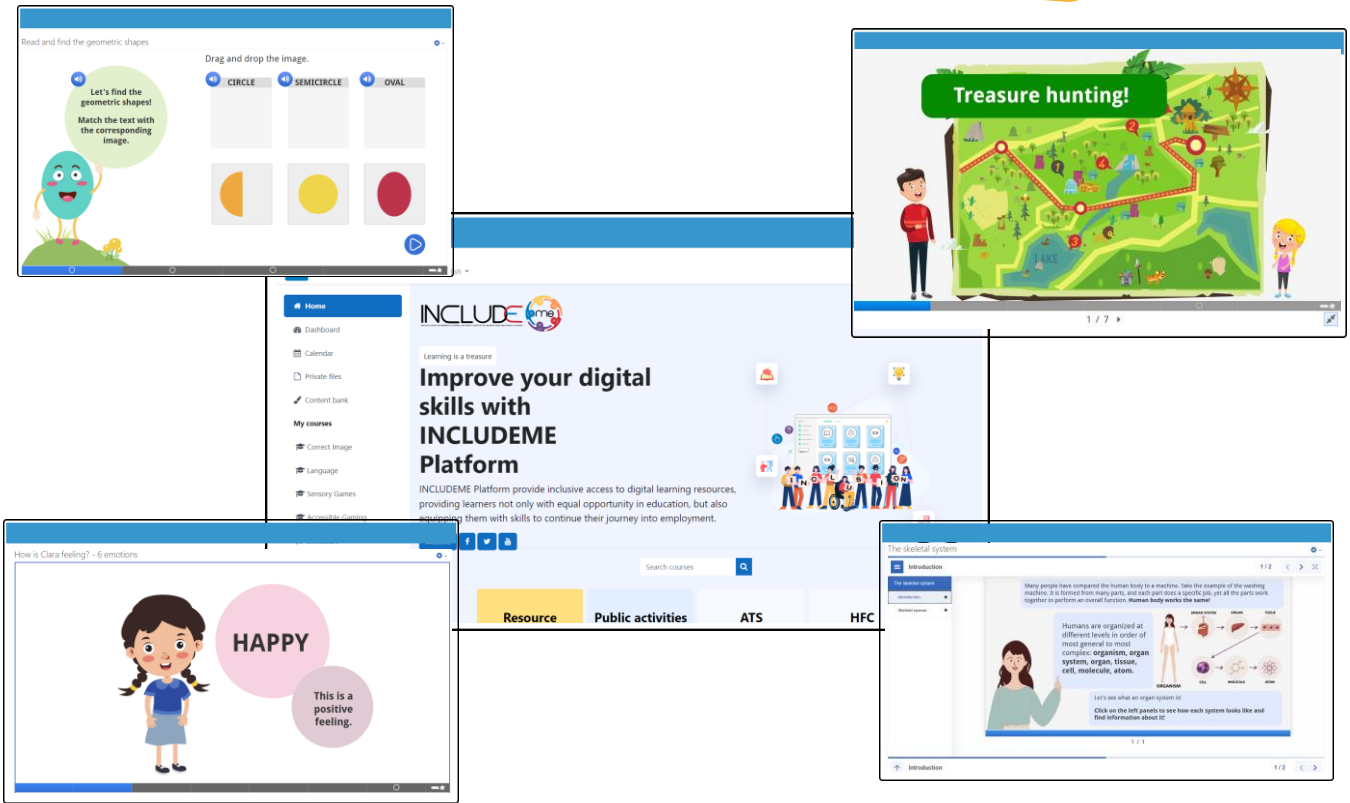 Read and find the geometric shapes
Drag and drop the image.
Let's find the
geometric shapes!
Match the text with
the corresponding
image.
CIRCLE
SEMICIRCLE
OVAL
Treasure hunting!
1
2
4
3
LAKE
1 / 7
Home
Dashboard
Calendar
Private files
Content bank
My courses
Correct Image
Language
Sensory Games
Accessible Gaming
INCLUDE me
Learning is a treasure
Improve your digital
skills with
INCLUDEME
Platform
INCLUDEME Platform provide inclusive access to digital learning resources,
providing learners not only with equal opportunity in education, but also
equipping them with skills to continue their journey into employment.
INCLUSION
Search courses
Resource
Public activities
ATS
HFC
How is Clara feeling? - 6 emotions
HAPPY
This is a
positive
feeling.
The skeletal system
Introduction
1 / 2
The skeletal system
Introduction
Skeletal system
Many people have compared the human body to a machine. Take the example of the washing
machine. It is formed from many parts, and each part does a specific job, yet all the parts work
together to perform an overall function. Human body works the same!
Humans are organized at
different levels in order of
most general to most
complex: organism, organ
system, organ, tissue,
cell, molecule, atom.
ORGAN SYSTEM
ORGAN
TISSUE
CELL
MOLECULE
ATOM
ORGANISM
Let's see what an organ system is!
Click on the left panels to see how each system looks like and
find information about it!
1 / 1
Introduction
1 / 2